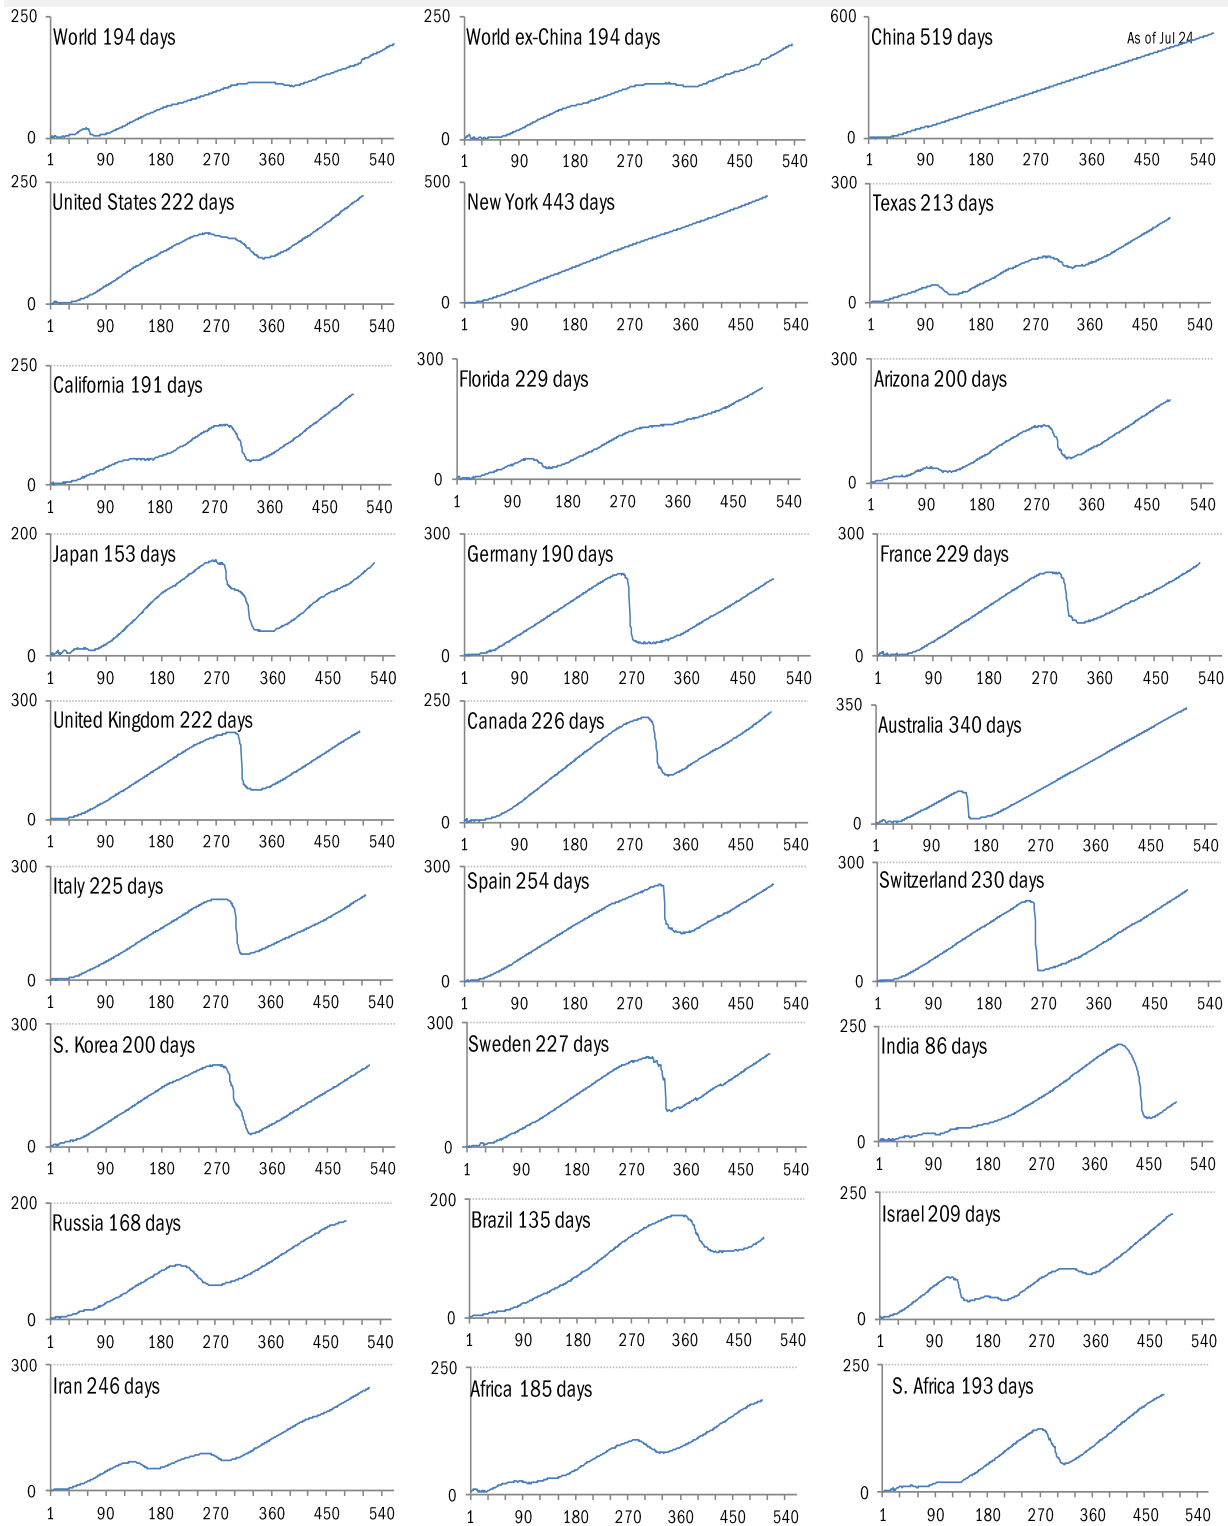 250
World 194 days
0
1 90 180 270 360 450 540
250
World ex-China 194 days
0
1 90 180 270 360 450 540
600
China 519 days
As of Jul 24
0
1 90 180 270 360 450 540
250
United States 222 days
0
1 90 180 270 360 450 540
500
New York 443 days
0
1 90 180 270 360 450 540
300
Texas 213 days
0
1 90 180 270 360 450 540
250
California 191 days
0
1 90 180 270 360 450 540
300
Florida 229 days
0
1 90 180 270 360 450 540
300
Arizona 200 days
0
1 90 180 270 360 450 540
200
Japan 153 days
0
1 90 180 270 360 450 540
300
Germany 190 days
0
1 90 180 270 360 450 540
300
France 229 days
0
1 90 180 270 360 450 540
300
United Kingdom 222 days
0
1 90 180 270 360 450 540
250
Canada 226 days
0
1 90 180 270 360 450 540
350
Australia 340 days
0
1 90 180 270 360 450 540
300
Italy 225 days
0
1 90 180 270 360 450 540
300
Spain 254 days
0
1 90 180 270 360 450 540
300
Switzerland 230 days
0
1 90 180 270 360 450 540
300
S. Korea 200 days
0
1 90 180 270 360 450 540
300
Sweden 227 days
0
1 90 180 270 360 450 540
250
India 86 days
0
1 90 180 270 360 450 540
200
Russia 168 days
0
1 90 180 270 360 450 540
200
Brazil 135 days
0
1 90 180 270 360 450 540
250
Israel 209 days
0
1 90 180 270 360 450 540
300
Iran 246 days
0
1 90 180 270 360 450 540
250
Africa 185 days
0
1 90 180 270 360 450 540
250
S. Africa 193 days
0
1 90 180 270 360 450 540